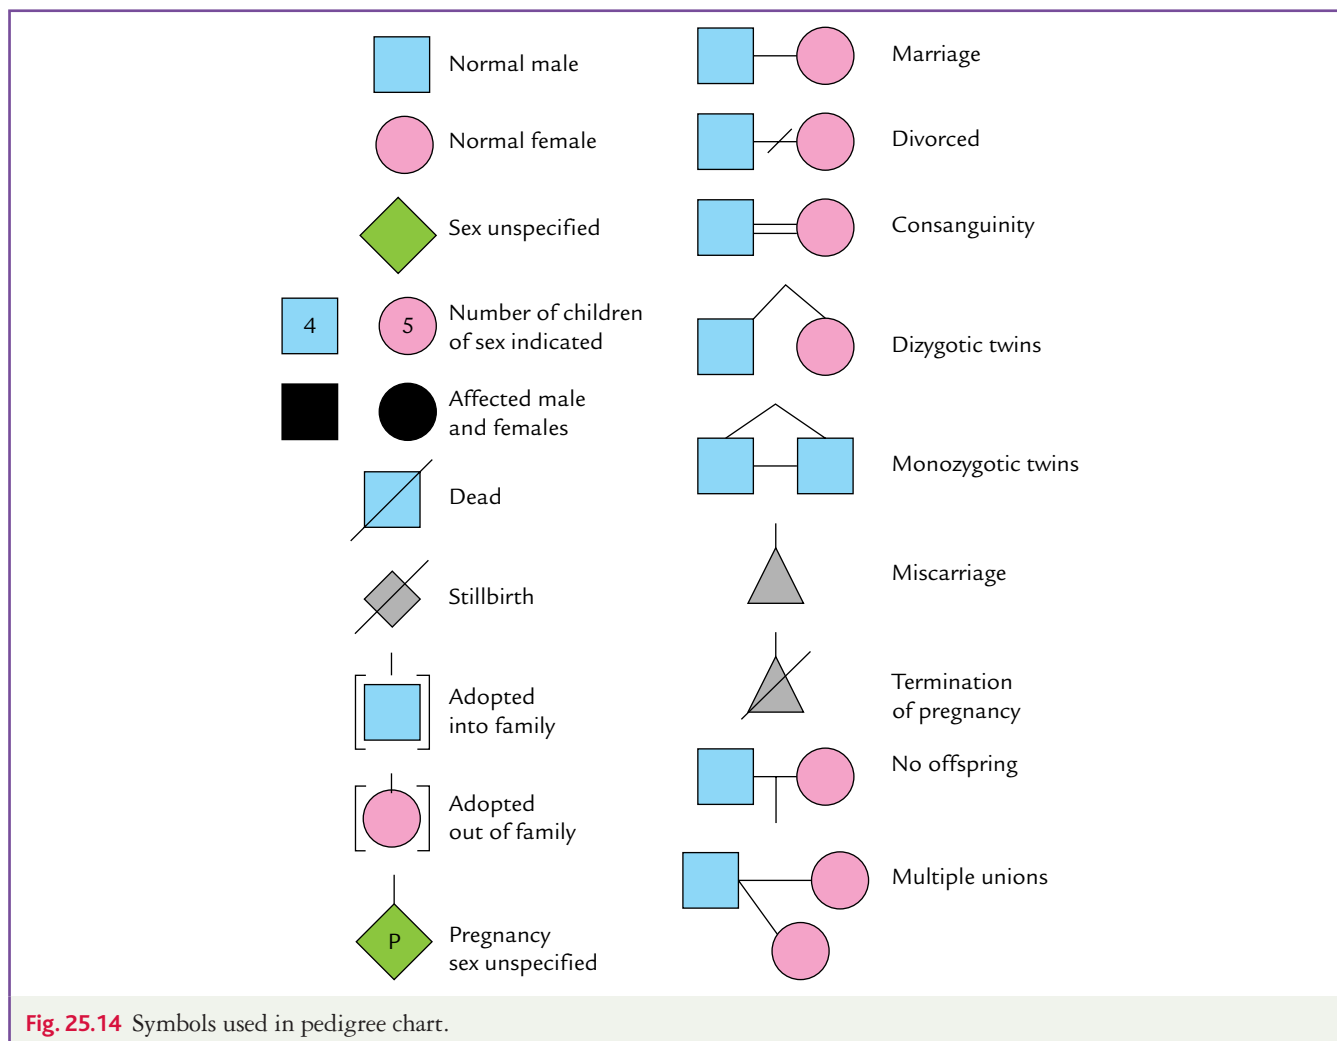 Normal male
Normal female
Sex unspecified
4 5 Number of children
of sex indicated
Affected male
and females
Dead
Stillbirth
Adopted
into family
Adopted
out of family
P Pregnancy
sex unspecified
Marriage
Divorced
Consanguinity
Dizygotic twins
Monozygotic twins
Miscarriage
Termination
of pregnancy
No offspring
Multiple unions
Fig. 25.14 Symbols used in pedigree chart.